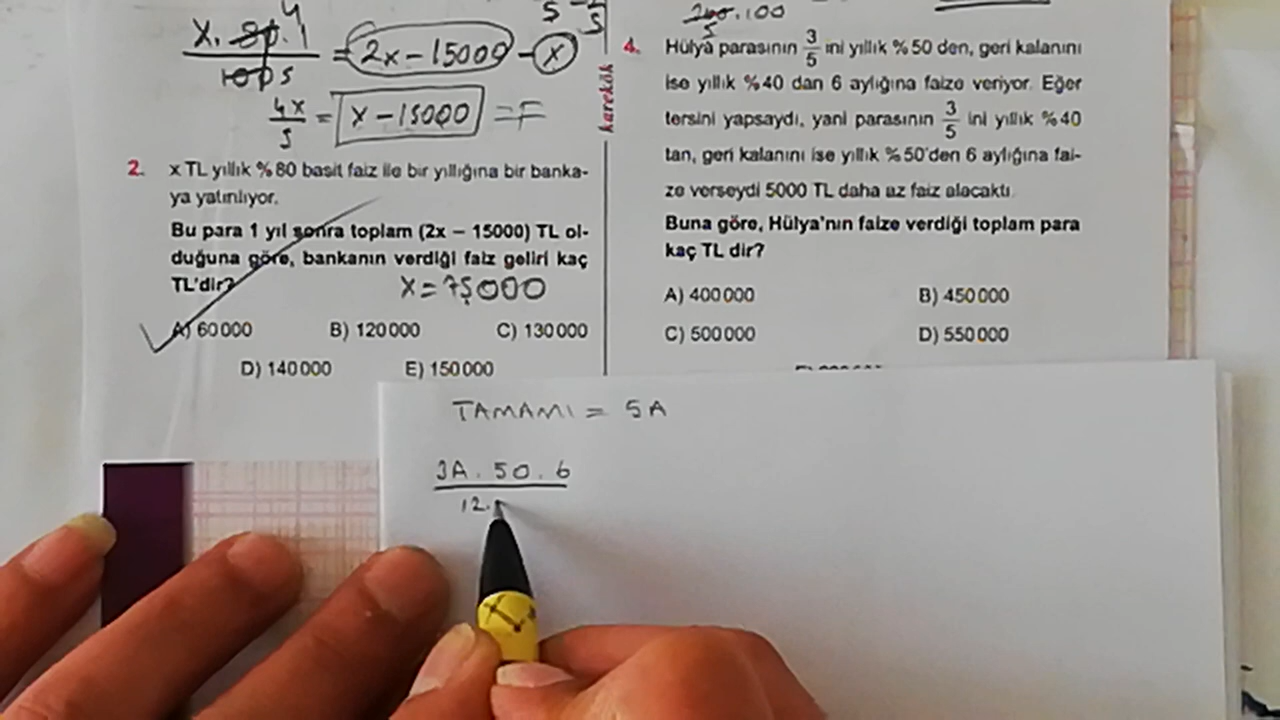 x. 80.1 / 100 = 2x - 15000 - x
4
5
4x / 5 = x - 15000 = F
2. x TL yıllık %80 basit faiz ile bir yıllığına bir banka-
ya yatırılıyor.
Bu para 1 yıl sonra toplam (2x – 15000) TL ol-
duğuna göre, bankanın verdiği faiz geliri kaç
TL'dir?
x = 75000
A) 60000 B) 120000 C) 130000
D) 140000 E) 150000
karekök
.100
5
4. Hülya parasının 3/5 ini yıllık %50 den, geri kalanını
ise yıllık %40 dan 6 aylığına faize veriyor. Eğer
tersini yapsaydı, yani parasının 3/5 ini yıllık %40
tan, geri kalanını ise yıllık %50'den 6 aylığına fai-
ze verseydi 5000 TL daha az faiz alacaktı.
Buna göre, Hülya'nın faize verdiği toplam para
kaç TL dir?
A) 400000 B) 450000
C) 500000 D) 550000
TAMAMI = 5A
3A . 50 . 6
12.